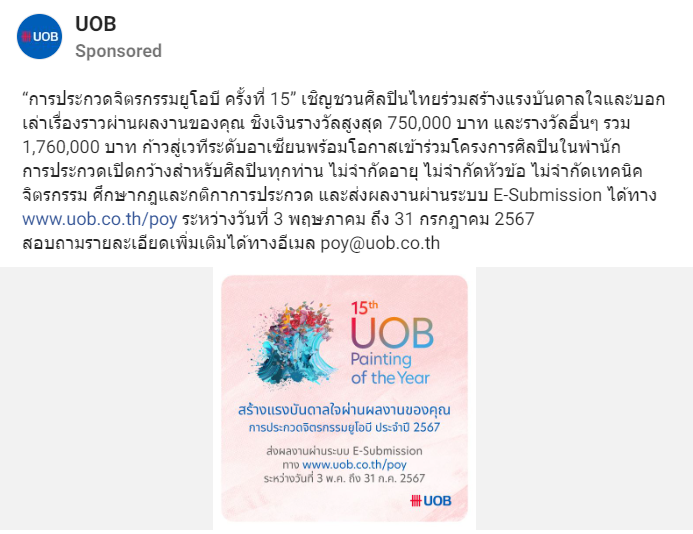 UOB
UOB
Sponsored
“การประกวดจิตรกรรมยูโอบี ครั้งที่ 15” เชิญชวนศิลปินไทยร่วมสร้างแรงบันดาลใจและบอก
เล่าเรื่องราวผ่านผลงานของคุณ ชิงเงินรางวัลสูงสุด 750,000 บาท และรางวัลอื่นๆ รวม
1,760,000 บาท ก้าวสู่เวทีระดับอาเซียนพร้อมโอกาสเข้าร่วมโครงการศิลปินในพำนัก
การประกวดเปิดกว้างสำหรับศิลปินทุกท่าน ไม่จำกัดอายุ ไม่จำกัดหัวข้อ ไม่จำกัดเทคนิค
จิตรกรรม ศึกษากฎและกติกาการประกวด และส่งผลงานผ่านระบบ E-Submission ได้ทาง
www.uob.co.th/poy ระหว่างวันที่ 3 พฤษภาคม ถึง 31 กรกฎาคม 2567
สอบถามรายละเอียดเพิ่มเติมได้ทางอีเมล poy@uob.co.th
15th
UOB
Painting
of the Year
สร้างแรงบันดาลใจผ่านผลงานของคุณ
การประกวดจิตรกรรมยูโอบี ประจำปี 2567
ส่งผลงานผ่านระบบ E-Submission
ทาง www.uob.co.th/poy
ระหว่างวันที่ 3 พ.ค. ถึง 31 ก.ค. 2567
UOB